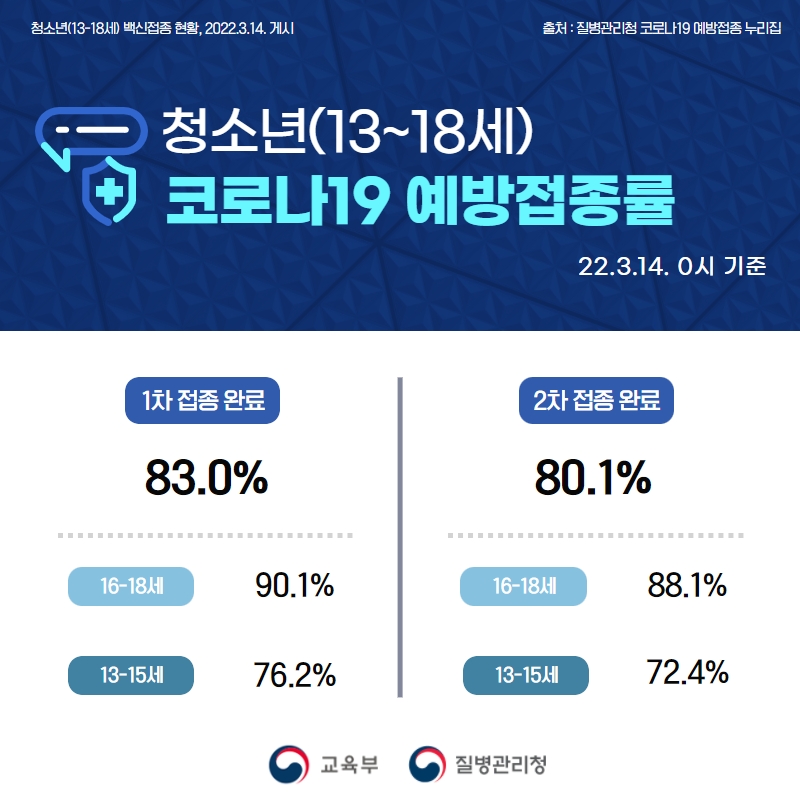 청소년(13-18세) 백신접종 현황, 2022.3.14. 게시
출처 : 질병관리청 코로나19 예방접종 누리집
청소년(13~18세)
코로나19 예방접종률
22.3.14. 0시 기준
1차 접종 완료
83.0%
16-18세 90.1%
13-15세 76.2%
2차 접종 완료
80.1%
16-18세 88.1%
13-15세 72.4%
교육부 질병관리청